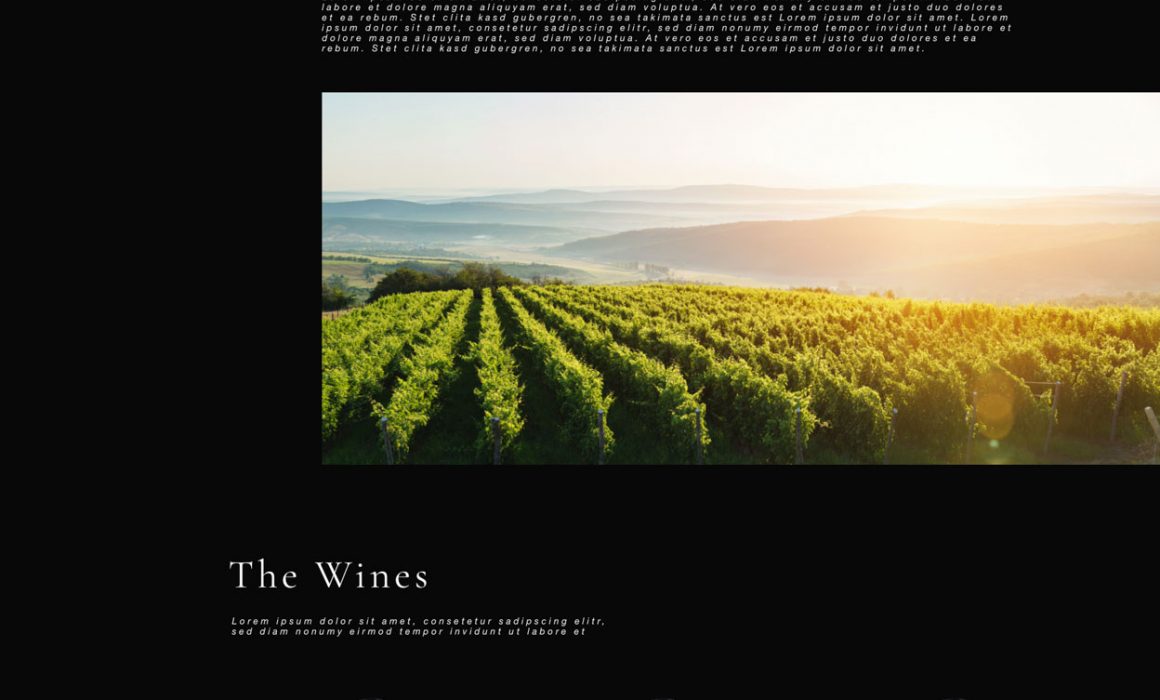 labore et dolore magna aliquyam erat, sed diam voluptua. At vero eos et accusam et justo duo dolores
et ea rebum. Stet clita kasd gubergren, no sea takimata sanctus est Lorem ipsum dolor sit amet. Lorem
ipsum dolor sit amet, consetetur sadipscing elitr, sed diam nonumy eirmod tempor invidunt ut labore et
dolore magna aliquyam erat, sed diam voluptua. At vero eos et accusam et justo duo dolores et ea
rebum. Stet clita kasd gubergren, no sea takimata sanctus est Lorem ipsum dolor sit amet.
The Wines
Lorem ipsum dolor sit amet, consetetur sadipscing elitr,
sed diam nonumy eirmod tempor invidunt ut labore et